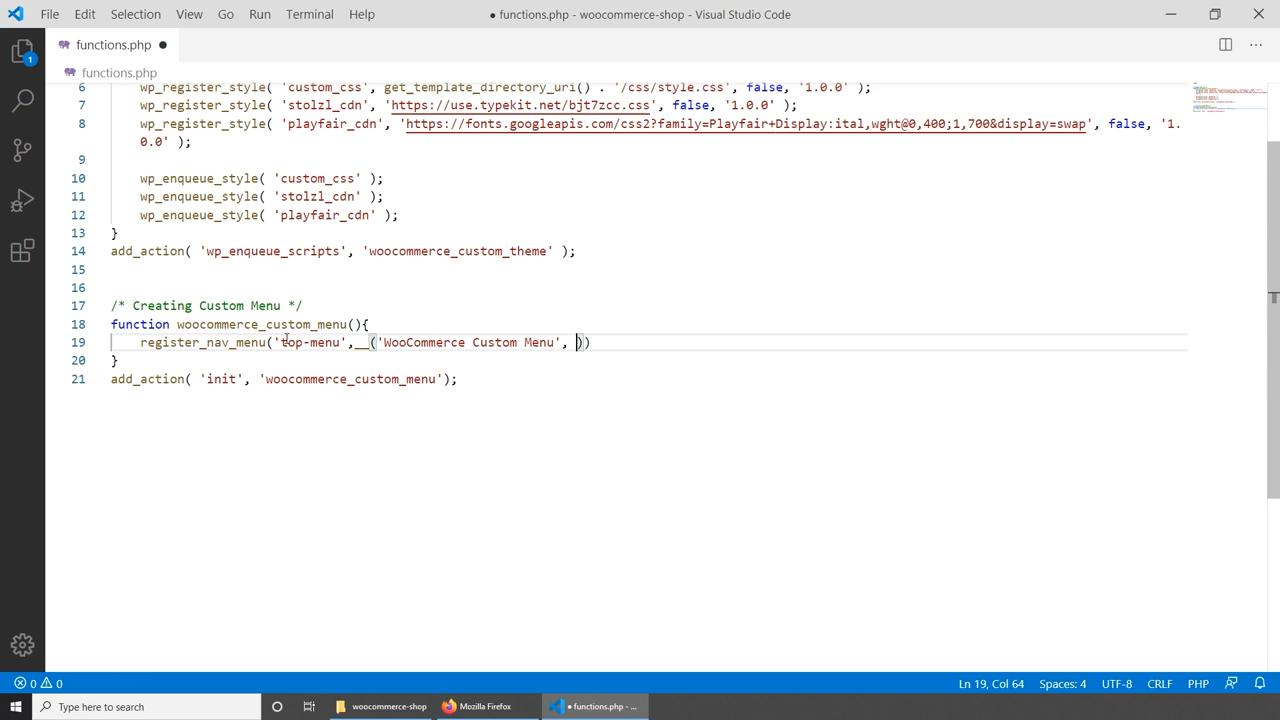 File Edit Selection View Go Run Terminal Help ● functions.php - woocommerce-shop - Visual Studio Code
functions.php ●
functions.php
6 wp_register_style( 'custom_css', get_template_directory_uri() . '/css/style.css', false, '1.0.0' );
7 wp_register_style( 'stolzl_cdn', 'https://use.typekit.net/bjt7zcc.css', false, '1.0.0' );
8 wp_register_style( 'playfair_cdn', 'https://fonts.googleapis.com/css2?family=Playfair+Display:ital,wght@0,400;1,700&display=swap', false, '1.
0.0' );
9
10 wp_enqueue_style( 'custom_css' );
11 wp_enqueue_style( 'stolzl_cdn' );
12 wp_enqueue_style( 'playfair_cdn' );
13 }
14 add_action( 'wp_enqueue_scripts', 'woocommerce_custom_theme' );
15
16
17 /* Creating Custom Menu */
18 function woocommerce_custom_menu(){
19 register_nav_menu('top-menu',__('WooCommerce Custom Menu', ))
20 }
21 add_action( 'init', 'woocommerce_custom_menu');
1
0 0 Ln 19, Col 64 Spaces: 4 UTF-8 CRLF PHP
Type here to search woocommerce-shop Mozilla Firefox ● functions.php - ...